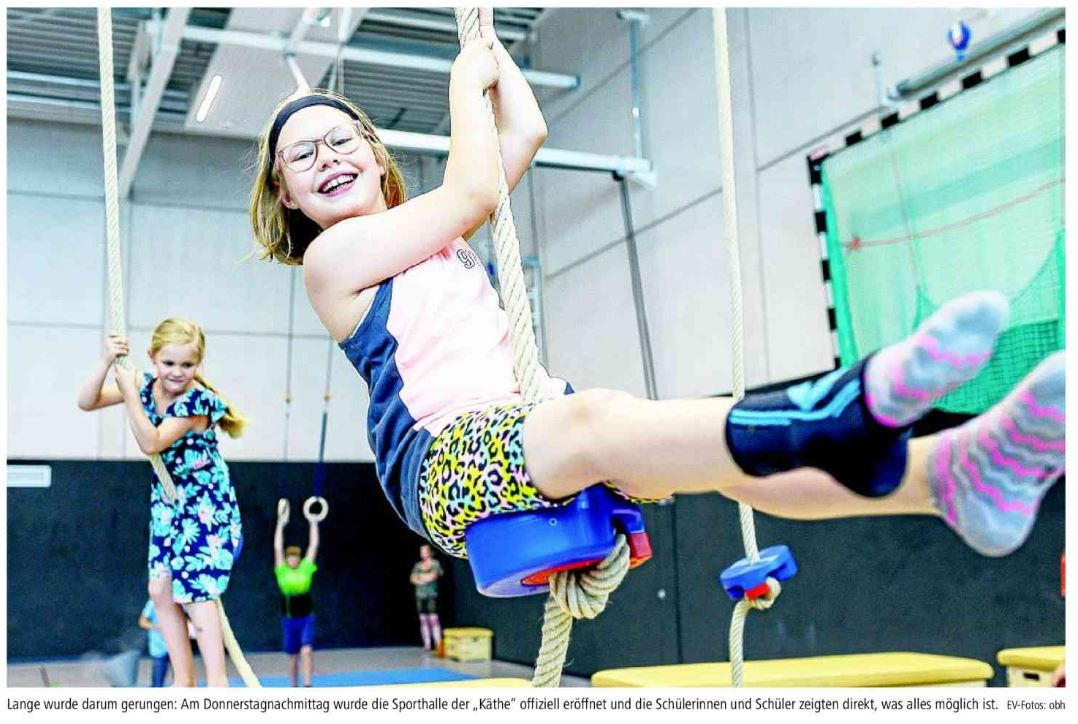 Lange wurde darum gerungen: Am Donnerstagnachmittag wurde die Sporthalle der „Käthe“ offiziell eröffnet und die Schülerinnen und Schüler zeigten direkt, was alles möglich ist. EV-Fotos: obh